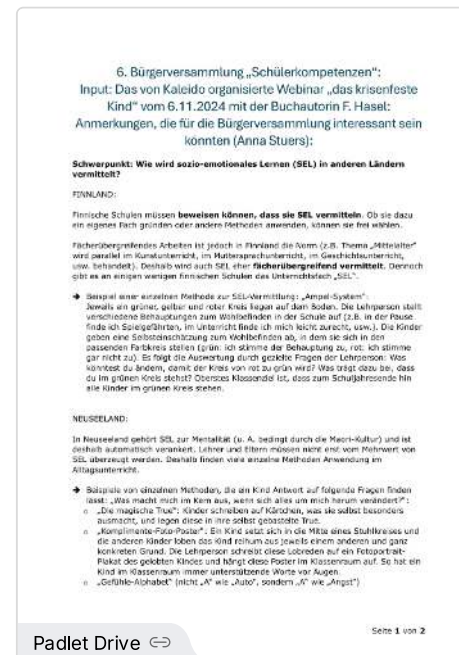 6. Bürgerversammlung „Schülerkompetenzen“:
Input: Das von Kaleido organisierte Webinar „das krisenfeste
Kind“ vom 6.11.2024 mit der Buchautorin F. Hasel:
Anmerkungen, die für die Bürgerversammlung interessant sein
könnten (Anna Stuers):
Schwerpunkt: Wie wird sozio-emotionales Lernen (SEL) in anderen Ländern
vermittelt?
FINNLAND:
Finnische Schulen müssen beweisen können, dass sie SEL vermitteln. Ob sie dazu
ein eigenes Fach gründen oder andere Methoden anwenden, können sie frei wählen.
Fächerübergreifendes Arbeiten ist jedoch in Finnland die Norm (z.B. Thema „Mittelalter“
wird parallel im Kunstunterricht, im Muttersprachunterricht, im Geschichtsunterricht,
usw. behandelt). Deshalb wird auch SEL eher fächerübergreifend vermittelt. Dennoch
gibt es an einigen wenigen finnischen Schulen das Unterrichtsfach „SEL“.
➔ Beispiel einer einzelnen Methode zur SEL-Vermittlung: „Ampel-System“:
Jeweils ein grüner, gelber und roter Kreis liegen auf dem Boden. Die Lehrperson stellt
verschiedene Behauptungen zum Wohlbefinden in der Schule auf (z.B. in der Pause
finde ich Spielgefährten, im Unterricht finde ich mich leicht zurecht, usw.). Die Kinder
geben eine Selbsteinschätzung zum Wohlbefinden ab, in dem sie sich in den
passenden Farbkreis stellen (grün: ich stimme der Behauptung zu, rot: ich stimme
gar nicht zu). Es folgt die Auswertung durch gezielte Fragen der Lehrperson: Was
könntest du ändern, damit der Kreis von rot zu grün wird? Was trägt dazu bei, dass
du im grünen Kreis stehst? Oberstes Klassenziel ist, dass zum Schuljahresende hin
alle Kinder im grünen Kreis stehen.
NEUSEELAND:
In Neuseeland gehört SEL zur Mentalität (u. A. bedingt durch die Maori-Kultur) und ist
deshalb automatisch verankert. Lehrer und Eltern müssen nicht erst vom Mehrwert von
SEL überzeugt werden. Deshalb finden viele einzelne Methoden Anwendung im
Alltagsunterricht.
➔ Beispiele von einzelnen Methoden, die ein Kind Antwort auf folgende Fragen finden
lässt: „Was macht mich im Kern aus, wenn sich alles um mich herum verändert?“:
o „Die magische True“: Kinder schreiben auf Kärtchen, was sie selbst besonders
ausmacht, und legen diese in ihre selbst gebastelte True.
o „Komplimente-Foto-Poster“: Ein Kind setzt sich in die Mitte eines Stuhlkreises und
die anderen Kinder loben das Kind reihum aus jeweils einem anderen und ganz
konkreten Grund. Die Lehrperson schreibt diese Lobreden auf ein Fotoportrait-
Plakat des gelobten Kindes und hängt diese Poster im Klassenraum auf. So hat ein
Kind im Klassenraum immer unterstützende Worte vor Augen.
o „Gefühle-Alphabet“ (nicht „A“ wie „Auto“, sondern „A“ wie „Angst“)
Seite 1 von 2
Padlet Drive